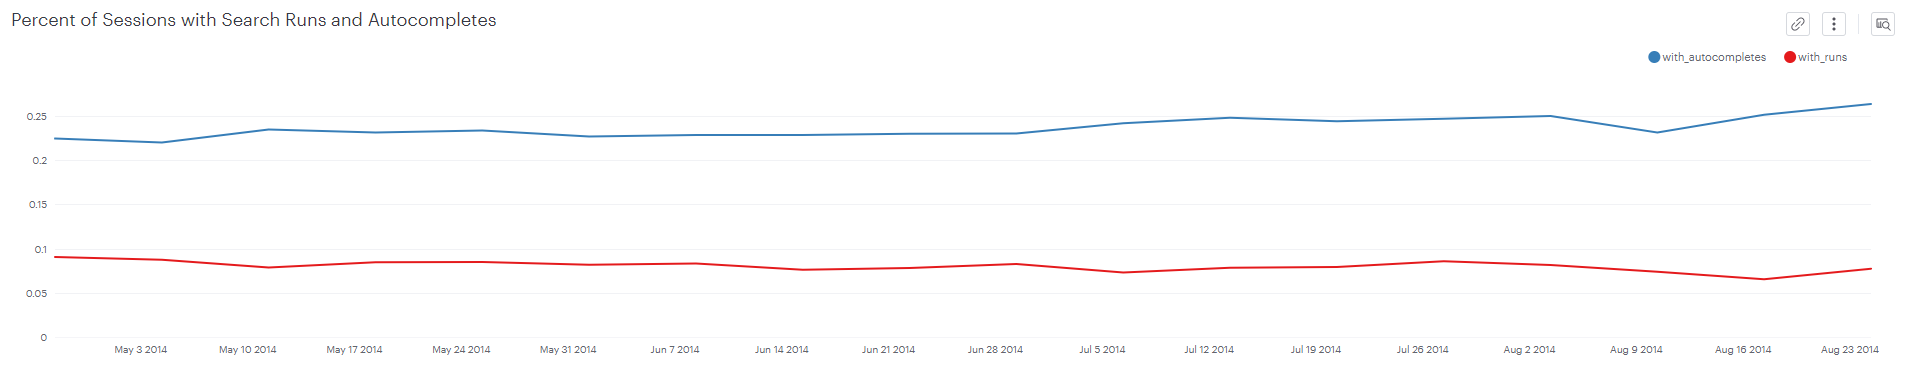 Percent of Sessions with Search Runs and Autocompletes
with_autocompletes with_runs
0.25
0.2
0.15
0.1
0.05
0
May 3 2014 May 10 2014 May 17 2014 May 24 2014 May 31 2014 Jun 7 2014 Jun 14 2014 Jun 21 2014 Jun 28 2014 Jul 5 2014 Jul 12 2014 Jul 19 2014 Jul 26 2014 Aug 2 2014 Aug 9 2014 Aug 16 2014 Aug 23 2014